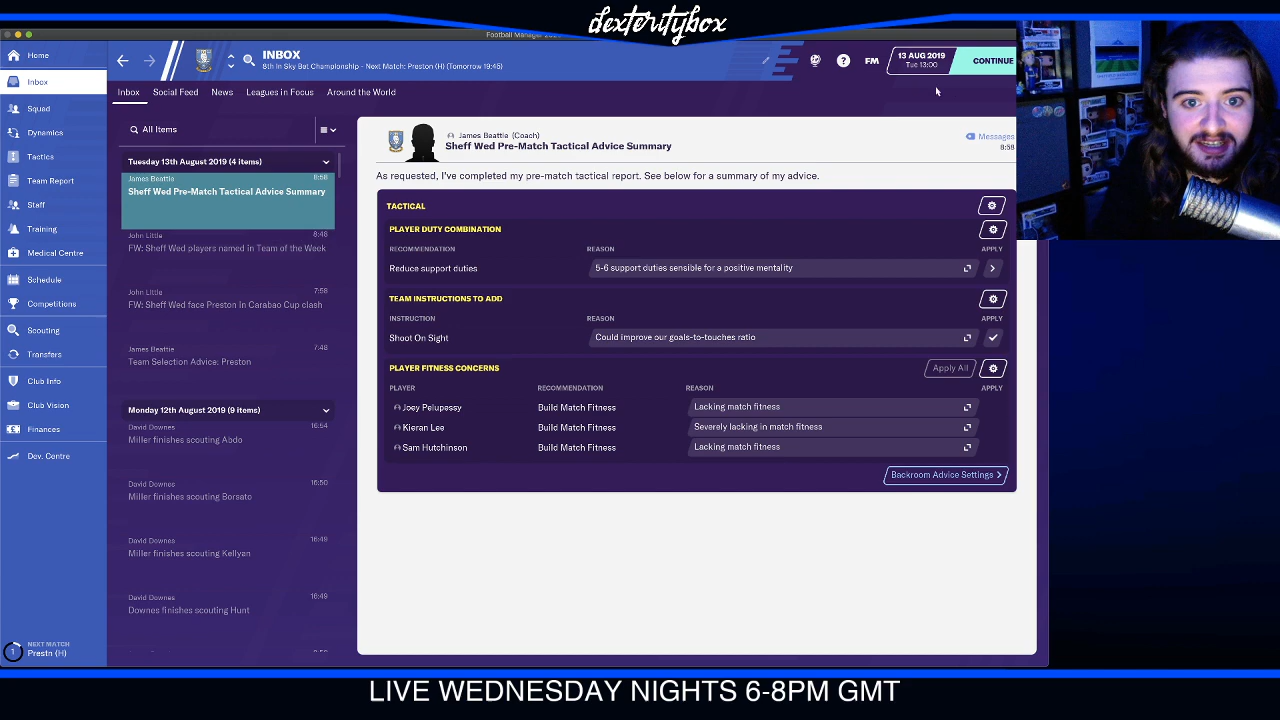 dexteritybox
Football Manager 20
Home
Inbox
Squad
Dynamics
Tactics
Team Report
Staff
Training
Medical Centre
Schedule
Competitions
Scouting
Transfers
Club Info
Club Vision
Finances
Dev. Centre
1
NEXT MATCH
Prestn (H)
INBOX
8th in Sky Bet Championship - Next Match: Preston (H) (Tomorrow 19:45)
?
FM
13 AUG 2019
Tue 13:00
CONTINUE
Inbox
Social Feed
News
Leagues in Focus
Around the World
All Items
Tuesday 13th August 2019 (4 items)
James Beattie 8:58
Sheff Wed Pre-Match Tactical Advice Summary
John Little 8:48
FW: Sheff Wed players named in Team of the Week
John Little 7:58
FW: Sheff Wed face Preston in Carabao Cup clash
James Beattie 7:48
Team Selection Advice: Preston
Monday 12th August 2019 (9 items)
David Downes 16:54
Miller finishes scouting Abdo
David Downes 16:50
Miller finishes scouting Borsato
David Downes 16:49
Miller finishes scouting Kellyan
David Downes 16:49
Downes finishes scouting Hunt
James Beattie (Coach)
Sheff Wed Pre-Match Tactical Advice Summary
Messages
8:58
As requested, I've completed my pre-match tactical report. See below for a summary of my advice.
TACTICAL
PLAYER DUTY COMBINATION
RECOMMENDATION REASON APPLY
Reduce support duties 5-6 support duties sensible for a positive mentality
TEAM INSTRUCTIONS TO ADD
INSTRUCTION REASON APPLY
Shoot On Sight Could improve our goals-to-touches ratio
PLAYER FITNESS CONCERNS Apply All
PLAYER RECOMMENDATION REASON APPLY
Joey Pelupessy Build Match Fitness Lacking match fitness
Kieran Lee Build Match Fitness Severely lacking in match fitness
Sam Hutchinson Build Match Fitness Lacking match fitness
Backroom Advice Settings
LIVE WEDNESDAY NIGHTS 6-8PM GMT